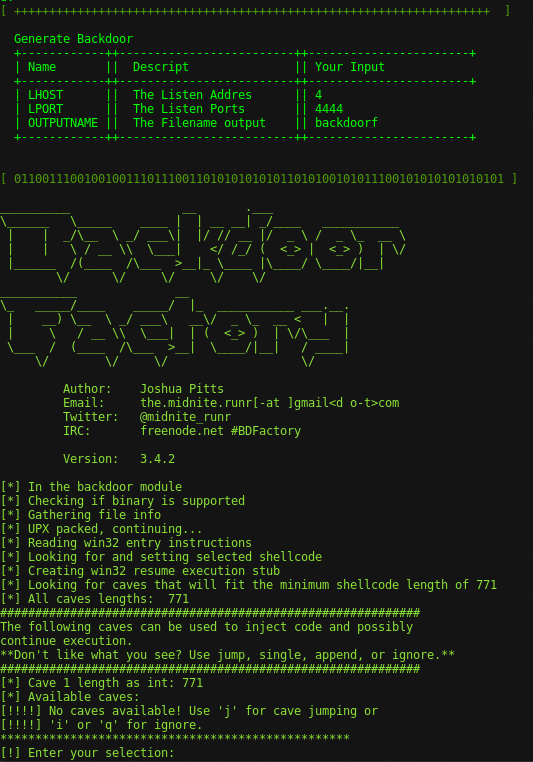 [ ++++++++++++++++++++++++++++++++++++++++++++++++++++++++++++++++++++ ]
Generate Backdoor
+------------++-------------------------++-----------------------+
| Name       ||  Descript               || Your Input
+------------++-------------------------++-----------------------+
| LHOST      ||  The Listen Addres      || 4
| LPORT      ||  The Listen Ports       || 4444
| OUTPUTNAME ||  The Filename output    || backdoorf
+------------++-------------------------++-----------------------+
[ 0110011100100100111011100110101010101011010100101011100101010101010101 ]
Backdoor
Factory
Author:    Joshua Pitts
Email:     the.midnite.runr[-at ]gmail<d o-t>com
Twitter:   @midnite_runr
IRC:       freenode.net #BDFactory
Version:   3.4.2
[*] In the backdoor module
[*] Checking if binary is supported
[*] Gathering file info
[*] UPX packed, continuing...
[*] Reading win32 entry instructions
[*] Looking for and setting selected shellcode
[*] Creating win32 resume execution stub
[*] Looking for caves that will fit the minimum shellcode length of 771
[*] All caves lengths:  771
############################################################
The following caves can be used to inject code and possibly
continue execution.
**Don't like what you see? Use jump, single, append, or ignore.**
############################################################
[*] Cave 1 length as int: 771
[*] Available caves:
[!!!!] No caves available! Use 'j' for cave jumping or
[!!!!] 'i' or 'q' for ignore.
**************************************************
[!] Enter your selection: